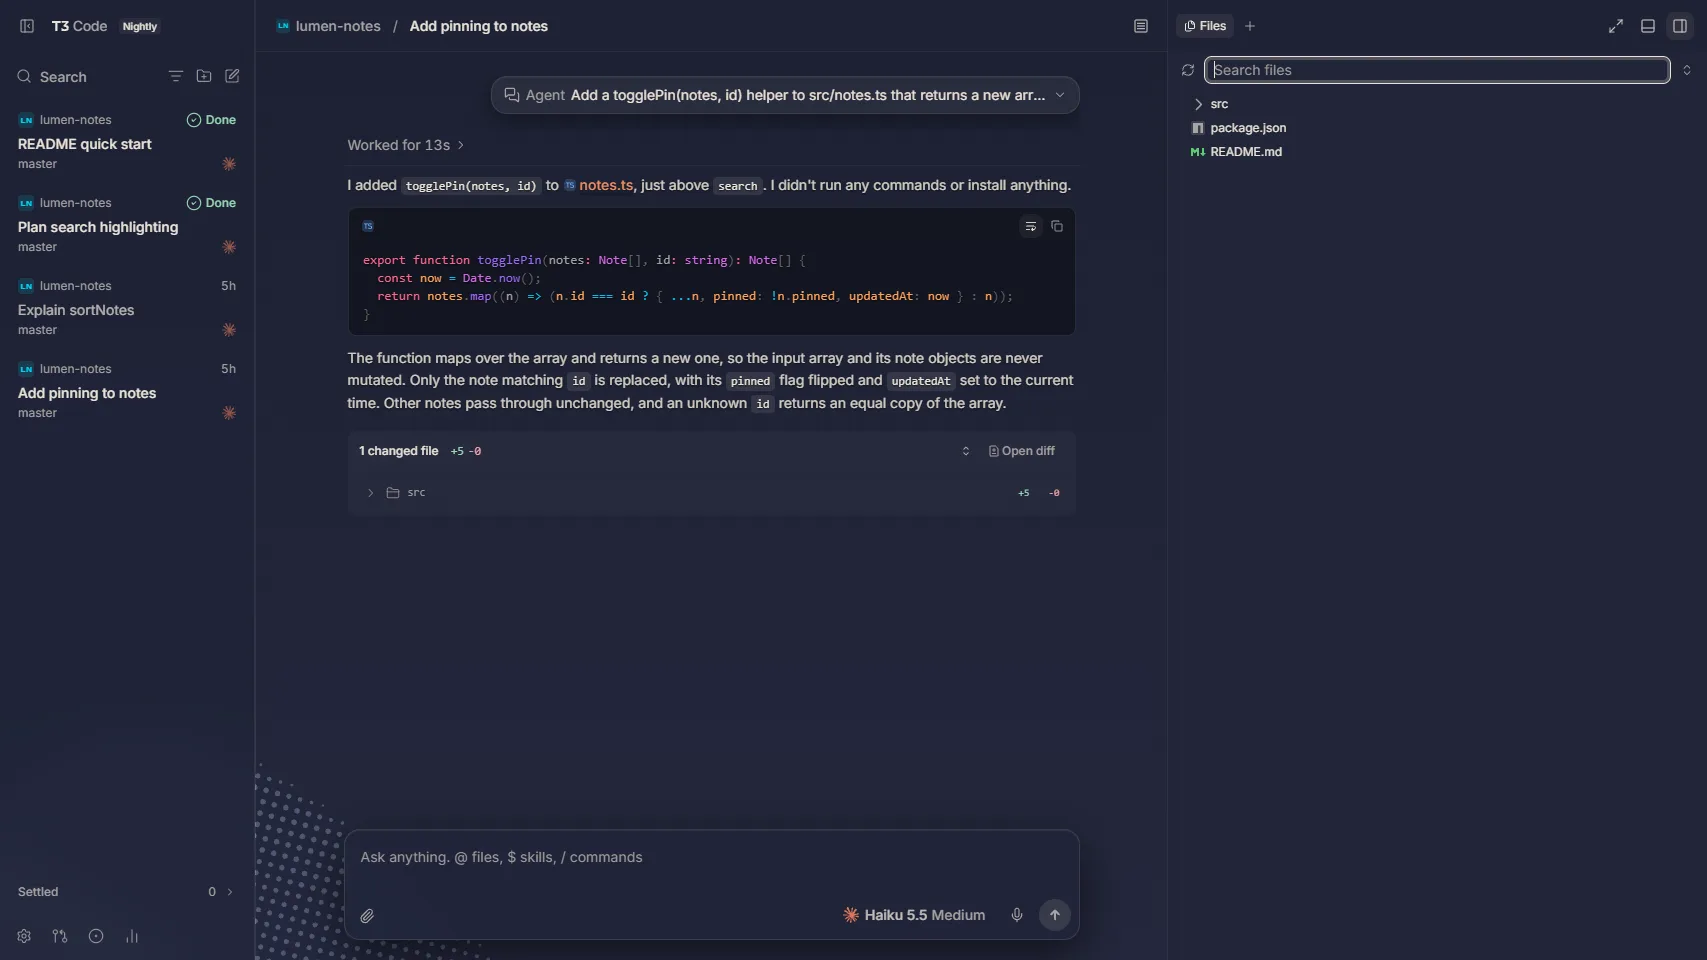 T3 Code Nightly
Search
LN lumen-notes Done
README quick start
master
LN lumen-notes Done
Plan search highlighting
master
LN lumen-notes 5h
Explain sortNotes
master
LN lumen-notes 5h
Add pinning to notes
master
Settled 0
LN lumen-notes / Add pinning to notes
Agent Add a togglePin(notes, id) helper to src/notes.ts that returns a new arr...
Worked for 13s
I added togglePin(notes, id) to TS notes.ts, just above search. I didn't run any commands or install anything.
TS
export function togglePin(notes: Note[], id: string): Note[] {
const now = Date.now();
return notes.map((n) => (n.id === id ? { ...n, pinned: !n.pinned, updatedAt: now } : n));
}
The function maps over the array and returns a new one, so the input array and its note objects are never
mutated. Only the note matching id is replaced, with its pinned flag flipped and updatedAt set to the current
time. Other notes pass through unchanged, and an unknown id returns an equal copy of the array.
1 changed file +5 -0 Open diff
src +5 -0
Ask anything. @ files, $ skills, / commands
Haiku 5.5 Medium
Files
Search files
src
package.json
M↓ README.md